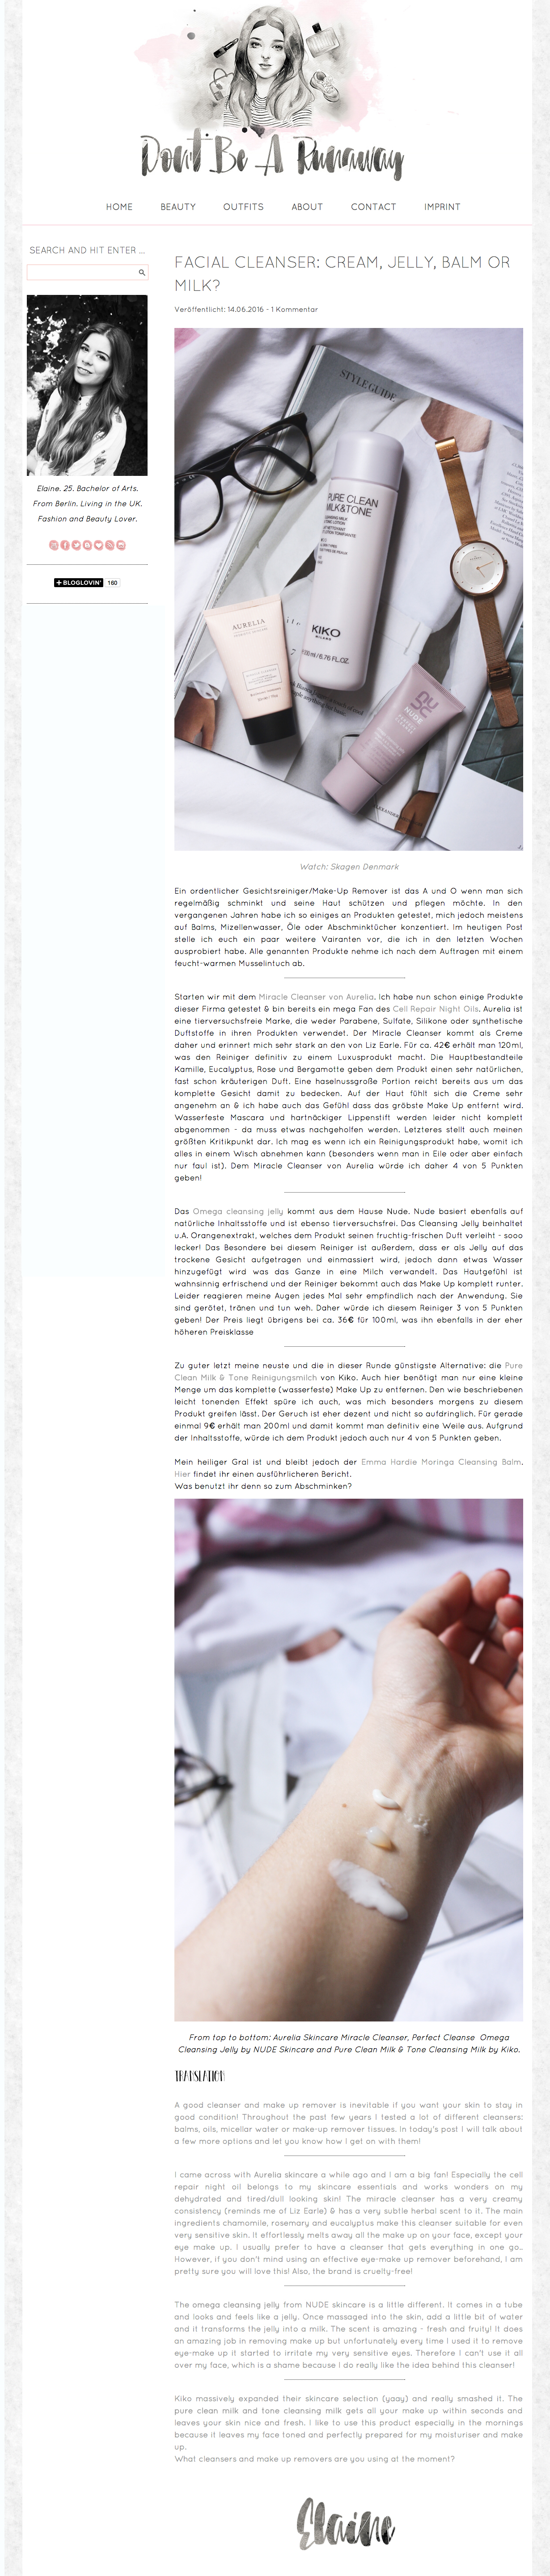 Don't Be A Runaway
HOME BEAUTY OUTFITS ABOUT CONTACT IMPRINT
SEARCH AND HIT ENTER ...
Elaine. 25. Bachelor of Arts.
From Berlin. Living in the UK.
Fashion and Beauty Lover.
+ BLOGLOVIN' 160
FACIAL CLEANSER: CREAM, JELLY, BALM OR
MILK?
Veröffentlicht: 14.06.2016 - 1 Kommentar
STYLE GUIDE
PURE CLEAN
MILK&TONE
KIKO
MILANO
AURELIA
NUDE
Watch: Skagen Denmark
Ein ordentlicher Gesichtsreiniger/Make-Up Remover ist das A und O wenn man sich
regelmäßig schminkt und seine Haut schützen und pflegen möchte. In den
vergangenen Jahren habe ich so einiges an Produkten getestet, mich jedoch meistens
auf Balms, Mizellenwasser, Öle oder Abschminktücher konzentiert. Im heutigen Post
stelle ich euch ein paar weitere Vairanten vor, die ich in den letzten Wochen
ausprobiert habe. Alle genannten Produkte nehme ich nach dem Auftragen mit einem
feucht-warmen Musselintuch ab.
Starten wir mit dem Miracle Cleanser von Aurelia. Ich habe nun schon einige Produkte
dieser Firma getestet & bin bereits ein mega Fan des Cell Repair Night Oils. Aurelia ist
eine tierversuchsfreie Marke, die weder Parabene, Sulfate, Silikone oder synthetische
Duftstoffe in ihren Produkten verwendet. Der Miracle Cleanser kommt als Creme
daher und erinnert mich sehr stark an den von Liz Earle. Für ca. 42€ erhält man 120ml,
was den Reiniger definitiv zu einem Luxusprodukt macht. Die Hauptbestandteile
Kamille, Eucalyptus, Rose und Bergamotte geben dem Produkt einen sehr natürlichen,
fast schon kräuterigen Duft. Eine haselnussgroße Portion reicht bereits aus um das
komplette Gesicht damit zu bedecken. Auf der Haut fühlt sich die Creme sehr
angenehm an & ich habe auch das Gefühl dass das gröbste Make Up entfernt wird.
Wasserfeste Mascara und hartnäckiger Lippenstift werden leider nicht komplett
abgenommen - da muss etwas nachgeholfen werden. Letzteres stellt auch meinen
größten Kritikpunkt dar. Ich mag es wenn ich ein Reinigungsprodukt habe, womit ich
alles in einem Wisch abnehmen kann (besonders wenn man in Eile oder aber einfach
nur faul ist). Dem Miracle Cleanser von Aurelia würde ich daher 4 von 5 Punkten
geben!
Das Omega cleansing jelly kommt aus dem Hause Nude. Nude basiert ebenfalls auf
natürliche Inhaltsstoffe und ist ebenso tierversuchsfrei. Das Cleansing Jelly beinhaltet
u.A. Orangenextrakt, welches dem Produkt seinen fruchtig-frischen Duft verleiht - sooo
lecker! Das Besondere bei diesem Reiniger ist außerdem, dass er als Jelly auf das
trockene Gesicht aufgetragen und einmassiert wird, jedoch dann etwas Wasser
hinzugefügt wird was das Ganze in eine Milch verwandelt. Das Hautgefühl ist
wahnsinnig erfrischend und der Reiniger bekommt auch das Make Up komplett runter.
Leider reagieren meine Augen jedes Mal sehr empfindlich nach der Anwendung. Sie
sind gerötet, tränen und tun weh. Daher würde ich diesem Reiniger 3 von 5 Punkten
geben! Der Preis liegt übrigens bei ca. 36€ für 100ml, was ihn ebenfalls in der eher
höheren Preisklasse
Zu guter letzt meine neuste und die in dieser Runde günstigste Alternative: die Pure
Clean Milk & Tone Reinigungsmilch von Kiko. Auch hier benötigt man nur eine kleine
Menge um das komplette (wasserfeste) Make Up zu entfernen. Den wie beschriebenen
leicht tonenden Effekt spüre ich auch, was mich besonders morgens zu diesem
Produkt greifen lässt. Der Geruch ist eher dezent und nicht so aufdringlich. Für gerade
einmal 9€ erhält man 200ml und damit kommt man definitiv eine Weile aus. Aufgrund
der Inhaltsstoffe, würde ich dem Produkt jedoch auch nur 4 von 5 Punkten geben.
Mein heiliger Gral ist und bleibt jedoch der Emma Hardie Moringa Cleansing Balm.
Hier findet ihr einen ausführlicheren Bericht.
Was benutzt ihr denn so zum Abschminken?
From top to bottom: Aurelia Skincare Miracle Cleanser, Perfect Cleanse Omega
Cleansing Jelly by NUDE Skincare and Pure Clean Milk & Tone Cleansing Milk by Kiko.
TRANSLATION
A good cleanser and make up remover is inevitable if you want your skin to stay in
good condition! Throughout the past few years I tested a lot of different cleansers:
balms, oils, micellar water or make-up remover tissues. In today's post I will talk about
a few more options and let you know how I get on with them!
I came across with Aurelia skincare a while ago and I am a big fan! Especially the cell
repair night oil belongs to my skincare essentials and works wonders on my
dehydrated and tired/dull looking skin! The miracle cleanser has a very creamy
consistency (reminds me of Liz Earle) & has a very subtle herbal scent to it. The main
ingredients chamomile, rosemary and eucalyptus make this cleanser suitable for even
very sensitive skin. It effortlessly melts away all the make up on your face, except your
eye make up. I usually prefer to have a cleanser that gets everything in one go..
However, if you don't mind using an effective eye-make up remover beforehand, I am
pretty sure you will love this! Also, the brand is cruelty-free!
The omega cleansing jelly from NUDE skincare is a little different. It comes in a tube
and looks and feels like a jelly. Once massaged into the skin, add a little bit of water
and it transforms the jelly into a milk. The scent is amazing - fresh and fruity! It does
an amazing job in removing make up but unfortunately every time I used it to remove
eye-make up it started to irritate my very sensitive eyes. Therefore I can't use it all
over my face, which is a shame because I do really like the idea behind this cleanser!
Kiko massively expanded their skincare selection (yaay) and really smashed it. The
pure clean milk and tone cleansing milk gets all your make up within seconds and
leaves your skin nice and fresh. I like to use this product especially in the mornings
because it leaves my face toned and perfectly prepared for my moisturiser and make
up.
What cleansers and make up removers are you using at the moment?
Elaine